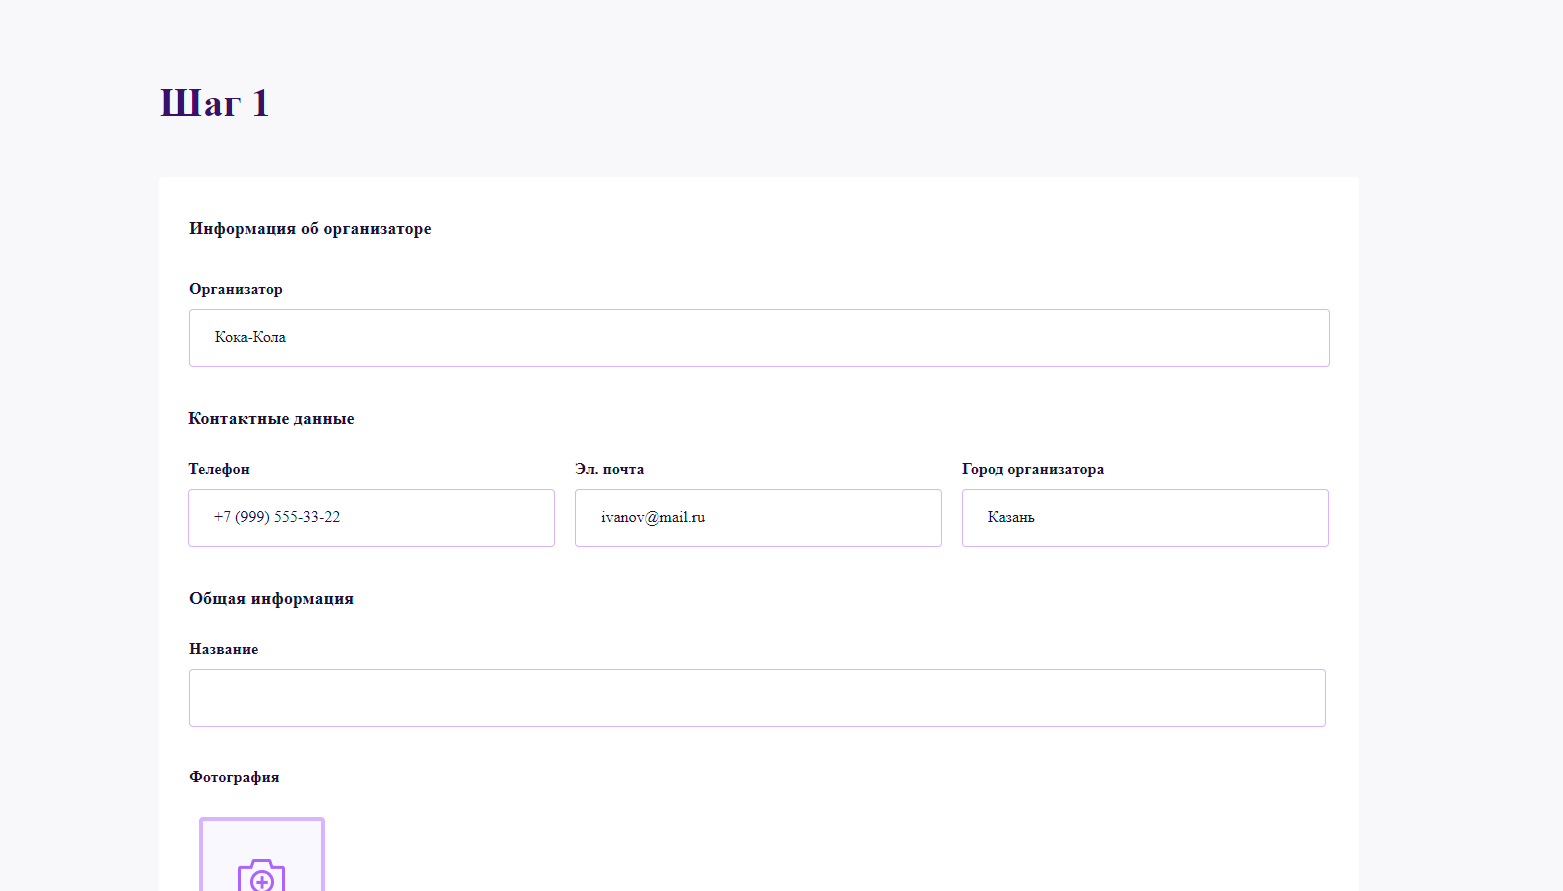 Шаг 1
Информация об организаторе
Организатор
Кока-Кола
Контактные данные
Телефон
Эл. почта
Город организатора
+7 (999) 555-33-22
ivanov@mail.ru
Казань
Общая информация
Название
Фотография